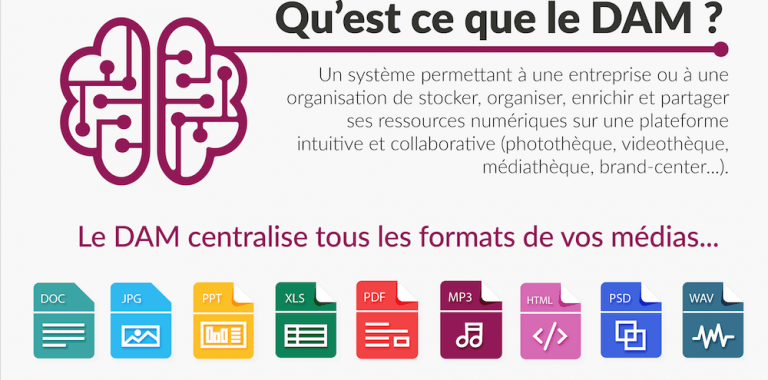 Qu’est ce que le DAM ?
Un système permettant à une entreprise ou à une
organisation de stocker, organiser, enrichir et partager
ses ressources numériques sur une plateforme
intuitive et collaborative (photothèque, videothèque,
médiathèque, brand-center...).
Le DAM centralise tous les formats de vos médias...
DOC JPG PPT XLS PDF MP3 HTML PSD WAV